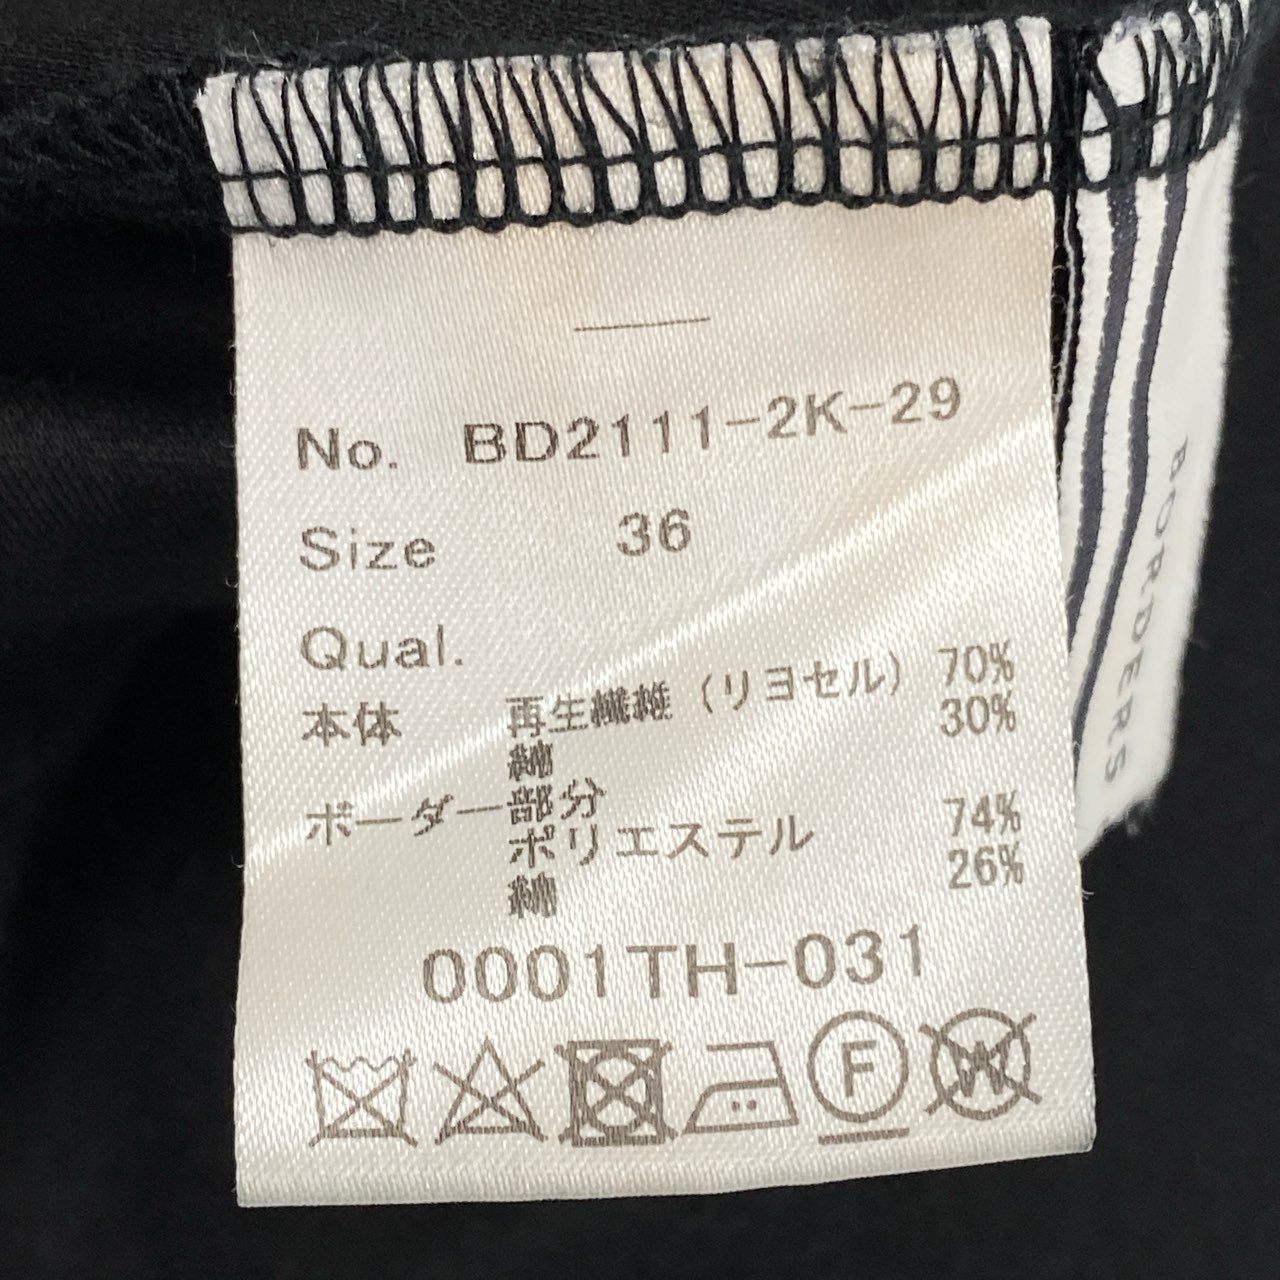 No. BD2111-2K-29
Size 36
Qual.
本体 再生繊維 (リヨセル) 70%
綿 30%
ボーダー部分
ポリエステル 74%
綿 26%
0001TH-031
F W
BORDERS